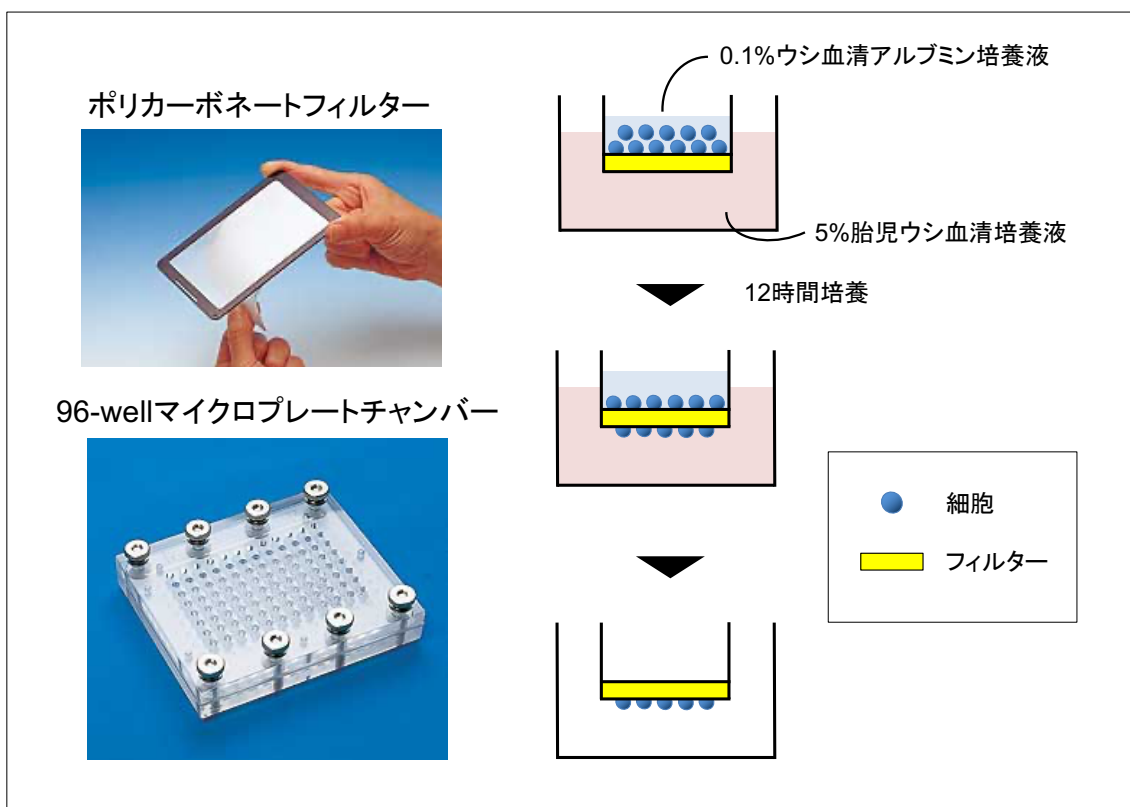 ポリカーボネートフィルター
96-wellマイクロプレートチャンバー
0.1%ウシ血清アルブミン培養液
5%胎児ウシ血清培養液
12時間培養
細胞
フィルター